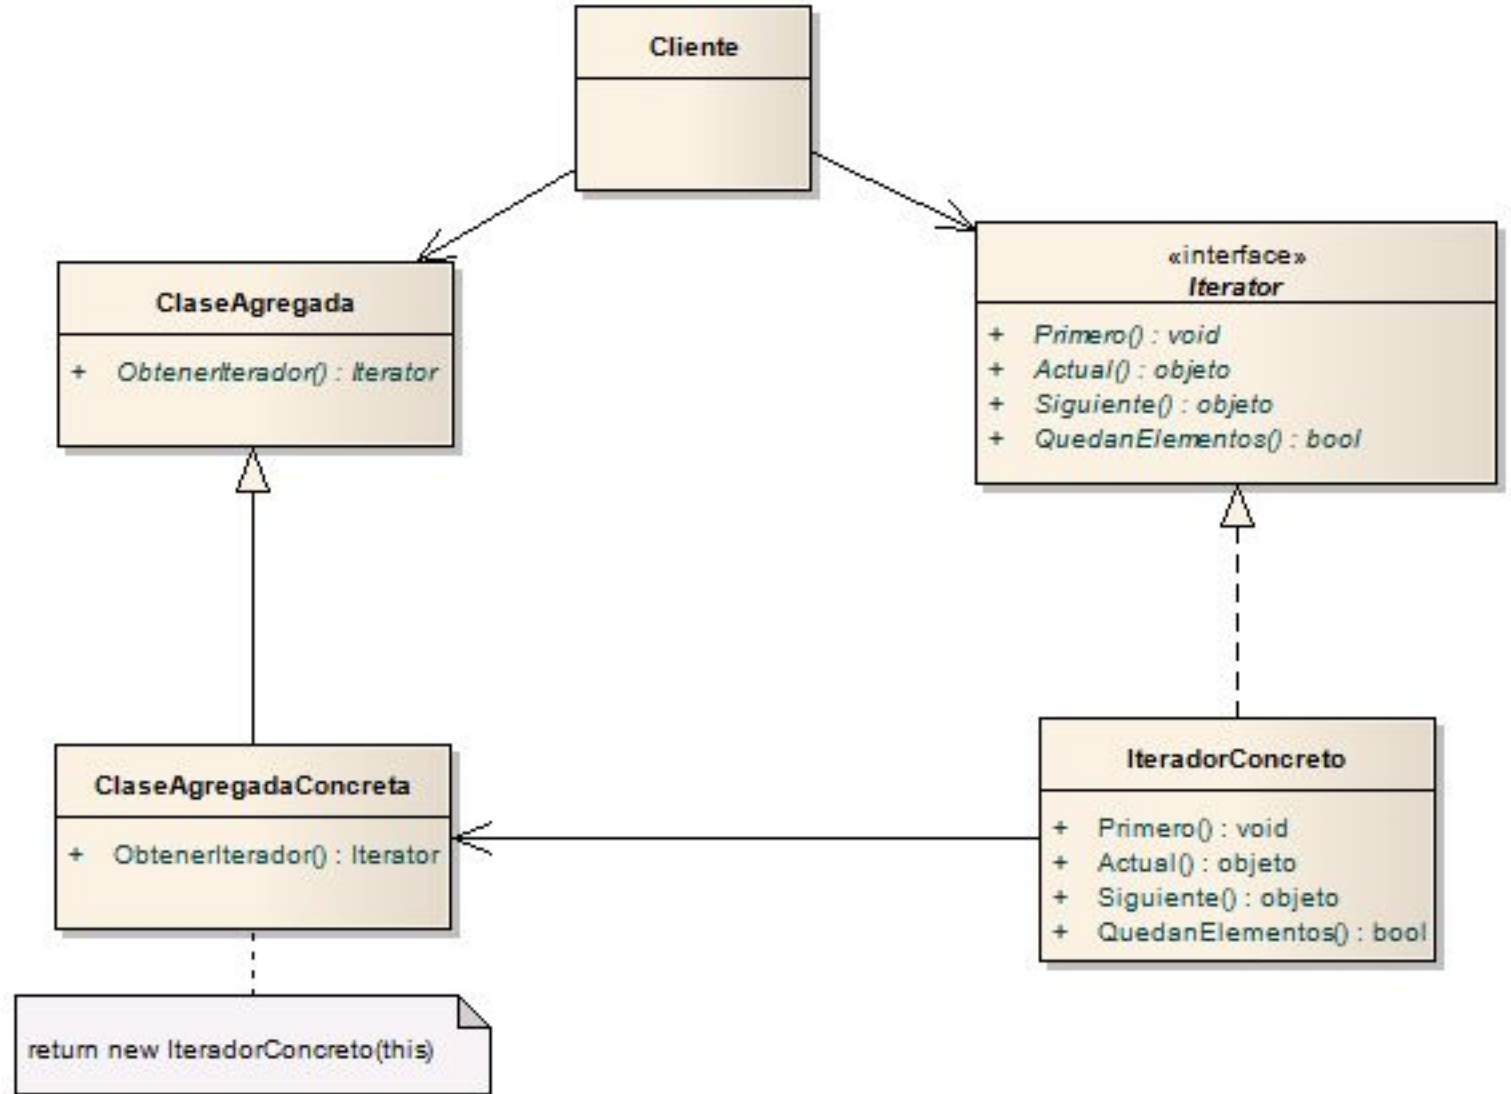 Cliente
«interface»
Iterator
+ Primero() : void
+ Actual() : objeto
+ Siguiente() : objeto
+ QuedanElementos() : bool
ClaseAgregada
+ ObtenerIterador() : Iterator
ClaseAgregadaConcreta
+ ObtenerIterador() : Iterator
IteradorConcreto
+ Primero() : void
+ Actual() : objeto
+ Siguiente() : objeto
+ QuedanElementos() : bool
return new IteradorConcreto(this)